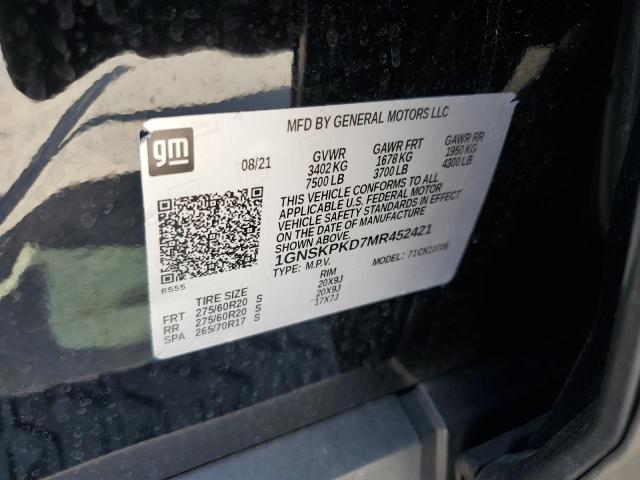 MFD BY GENERAL MOTORS LLC
gm
08/21
GVWR
3402 KG
7500 LB
GAWR FRT
1678 KG
3700 LB
GAWR RR
1950 KG
4300 LB
THIS VEHICLE CONFORMS TO ALL
APPLICABLE U.S. FEDERAL MOTOR
VEHICLE SAFETY STANDARDS IN EFFECT
ON THE DATE OF MANUFACTURE
SHOWN ABOVE.
1GNSKPKD7MR452421
TYPE: M.P.V.
MODEL: 71CK10706
8555
TIRE SIZE
RIM
FRT 275/60R20 S 20X9J
RR 275/60R20 S 20X9J
SPA 265/70R17 S 17X7J